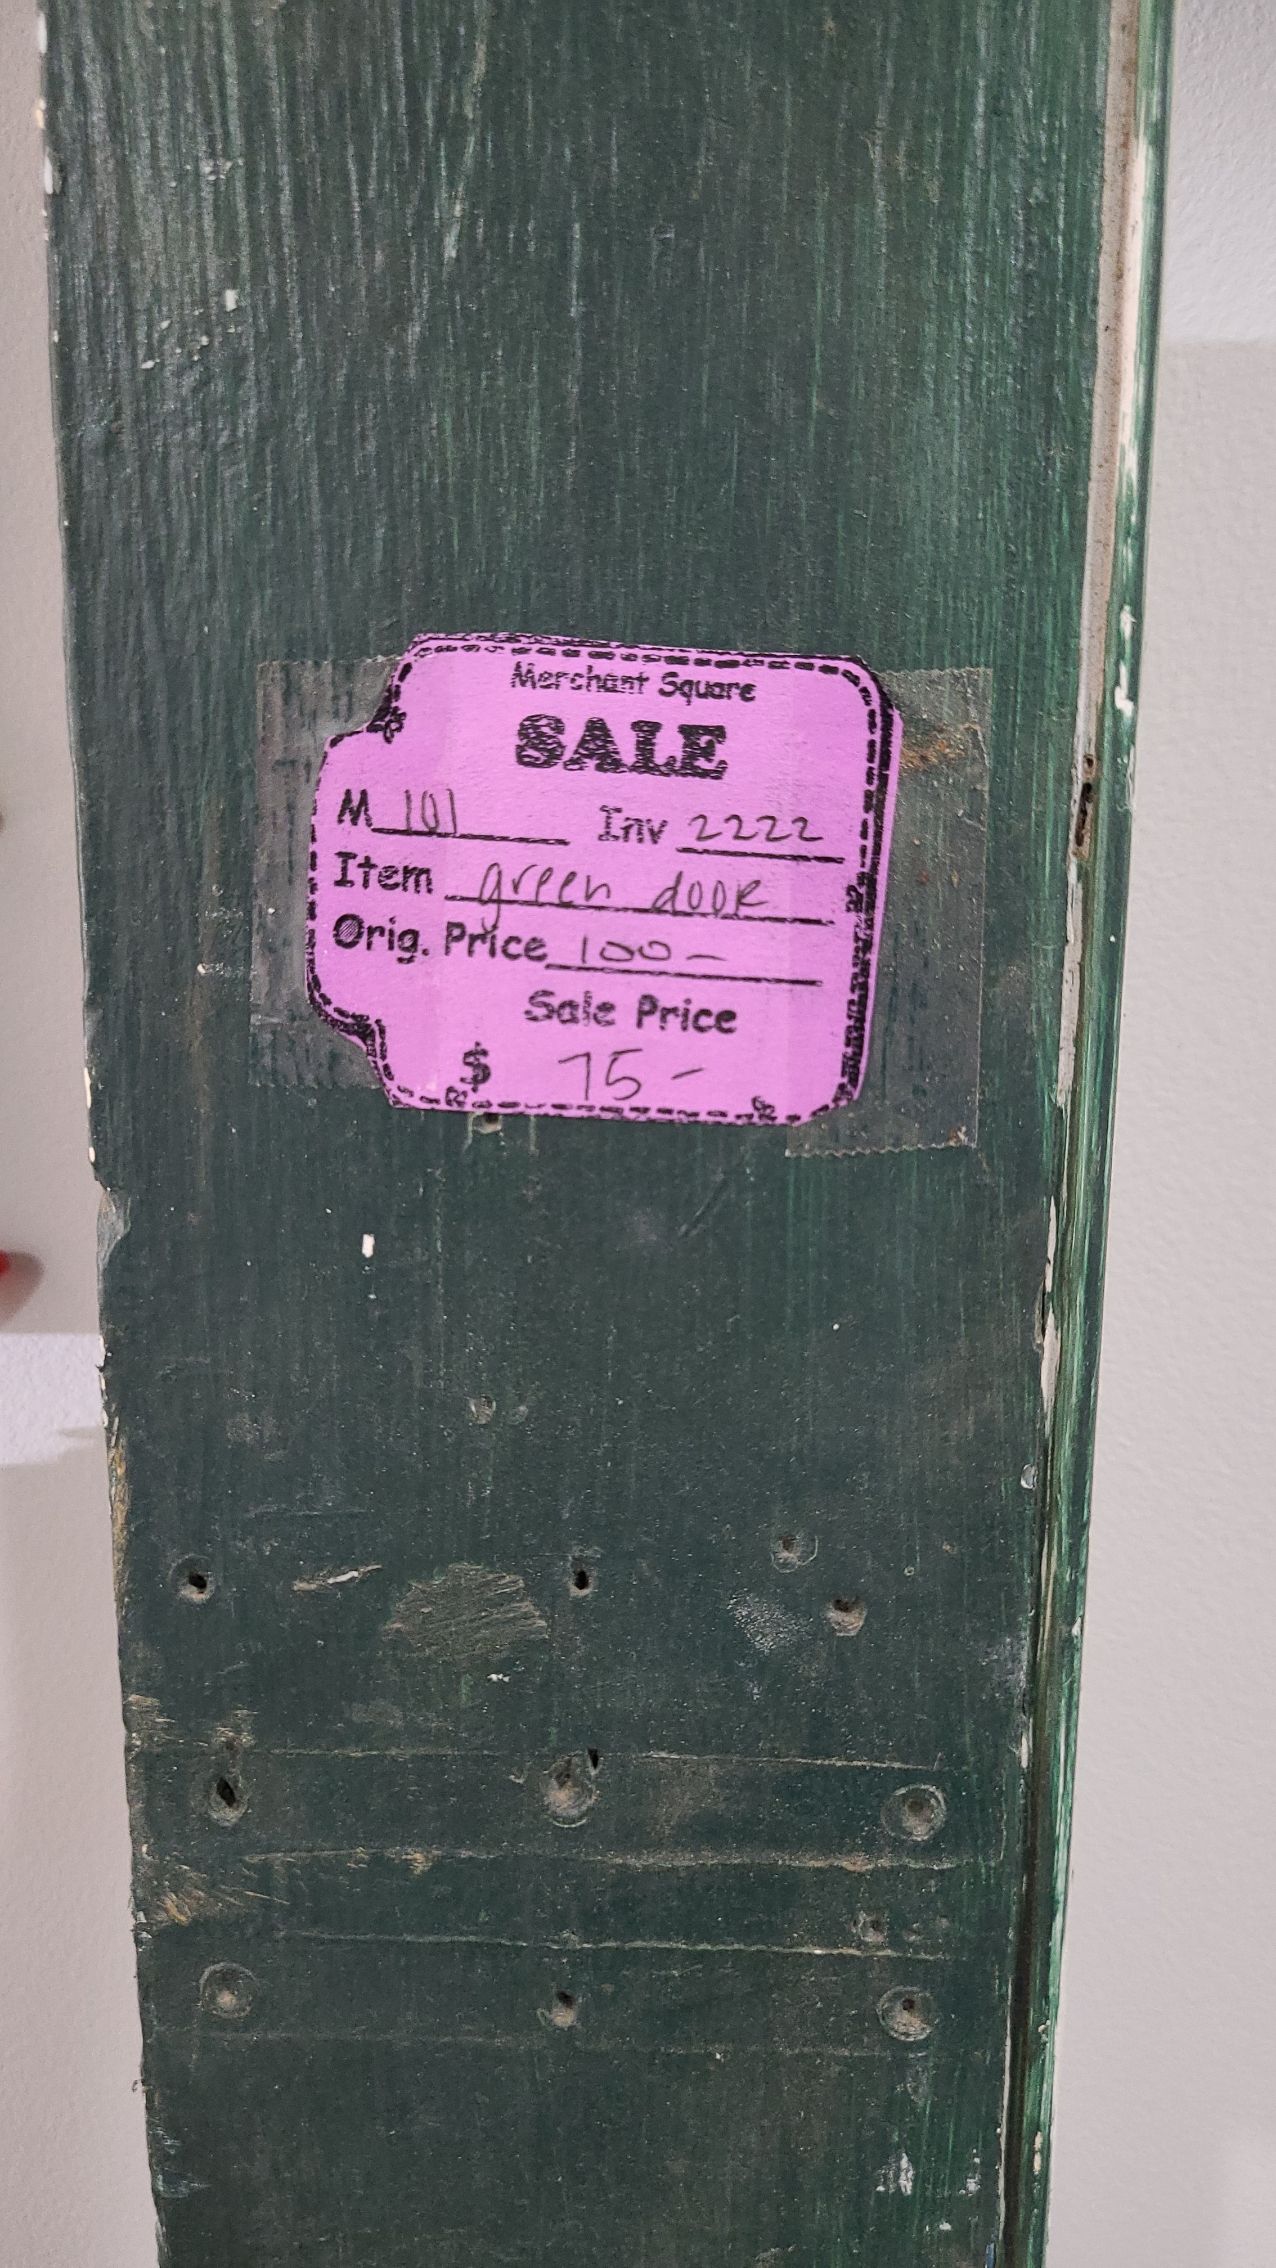 Merchant Square
SALE
M 101 Inv 2222
Item green door
Orig. Price 100-
Sale Price
$ 75-